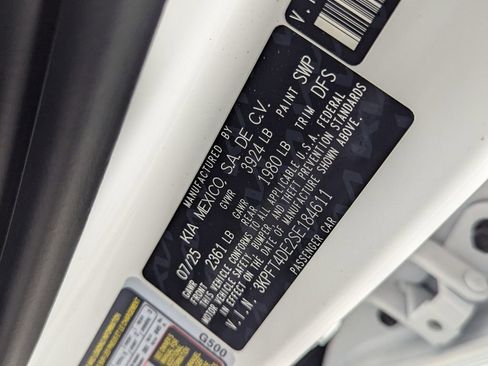 MANUFACTURED BY
07/25 KIA MEXICO, S.A. DE C.V.
GVWR 3924 LB PAINT SWP
GAWR FRONT 2361 LB GAWR REAR 1980 LB TRIM DFS
THIS VEHICLE CONFORMS TO ALL APPLICABLE U.S.A. FEDERAL
MOTOR VEHICLE SAFETY, BUMPER, AND THEFT PREVENTION STANDARDS
IN EFFECT ON THE DATE OF MANUFACTURE SHOWN ABOVE.
V.I.N. 3KPFT4DE2SE184611
PASSENGER CAR
G500
V.I